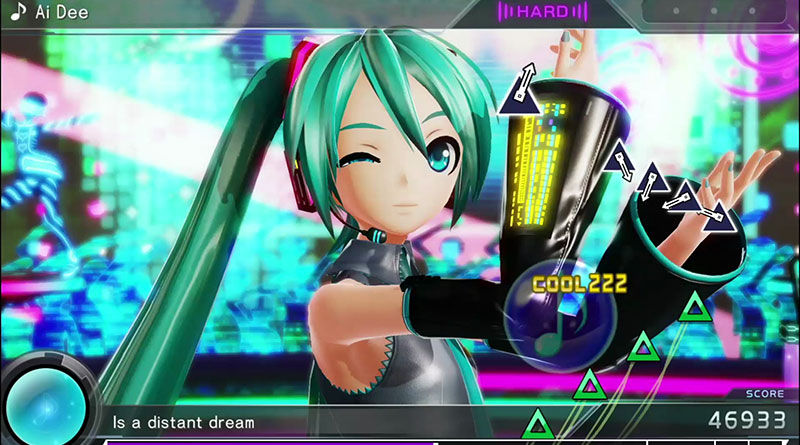 ♪ Ai Dee
HARD
COOL 222
SCORE
46933
Is a distant dream